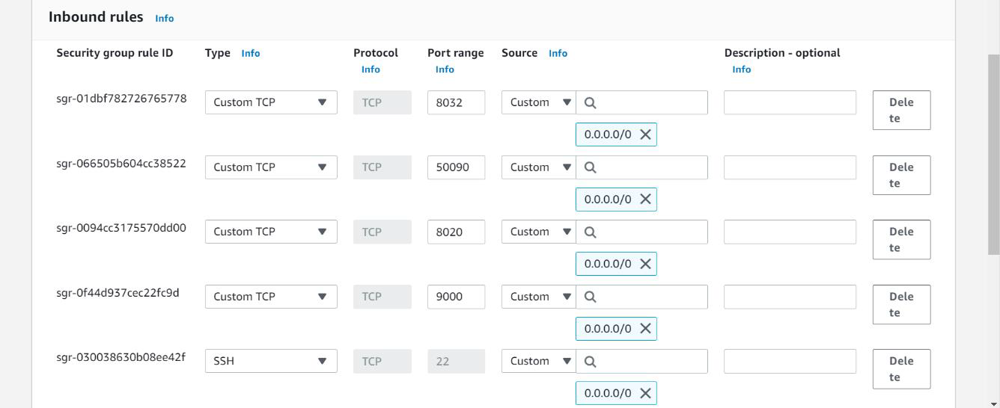 Inbound rules Info
Security group rule ID Type Info Protocol Port range Source Info Description - optional
Info Info Info
sgr-01dbf782726765778 Custom TCP TCP 8032 Custom Dele
te
0.0.0.0/0
sgr-066505b604cc38522 Custom TCP TCP 50090 Custom Dele
te
0.0.0.0/0
sgr-0094cc3175570dd00 Custom TCP TCP 8020 Custom Dele
te
0.0.0.0/0
sgr-0f44d937cec22fc9d Custom TCP TCP 9000 Custom Dele
te
0.0.0.0/0
sgr-030038630b08ee42f SSH TCP 22 Custom Dele
te
0.0.0.0/0